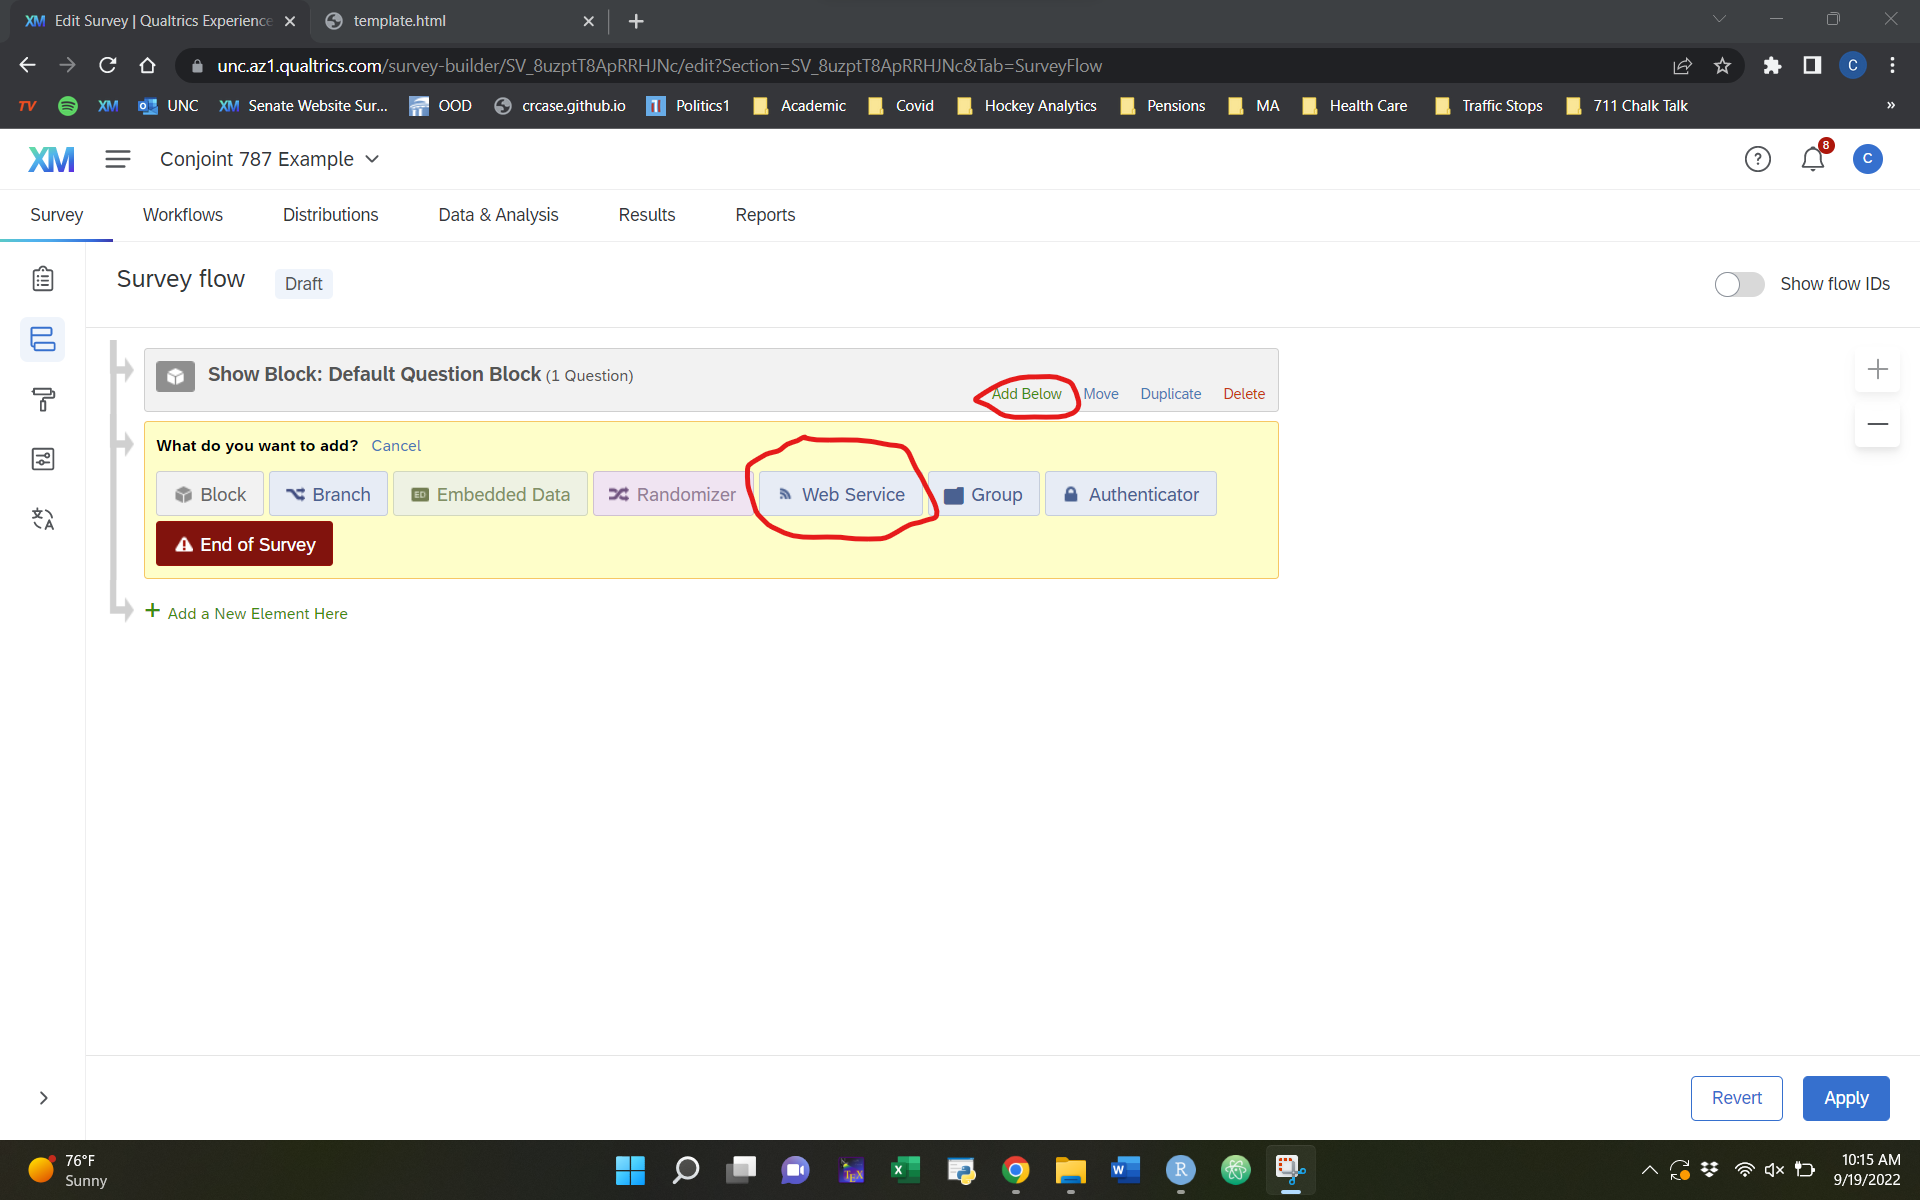 XM Edit Survey | Qualtrics Experience
template.html
unc.az1.qualtrics.com/survey-builder/SV_8uzptT8ApRRHJNc/edit?Section=SV_8uzptT8ApRRHJNc&Tab=SurveyFlow
C
TV XM UNC XM Senate Website Sur... OOD crcase.github.io Politics1 Academic Covid Hockey Analytics Pensions MA Health Care Traffic Stops 711 Chalk Talk »
XM Conjoint 787 Example ? 8 C
Survey Workflows Distributions Data & Analysis Results Reports
Survey flow Draft Show flow IDs
Show Block: Default Question Block (1 Question)
Add Below Move Duplicate Delete
What do you want to add? Cancel
Block Branch ED Embedded Data Randomizer Web Service Group Authenticator
End of Survey
+ Add a New Element Here
Revert Apply
76°F
Sunny
10:15 AM
9/19/2022